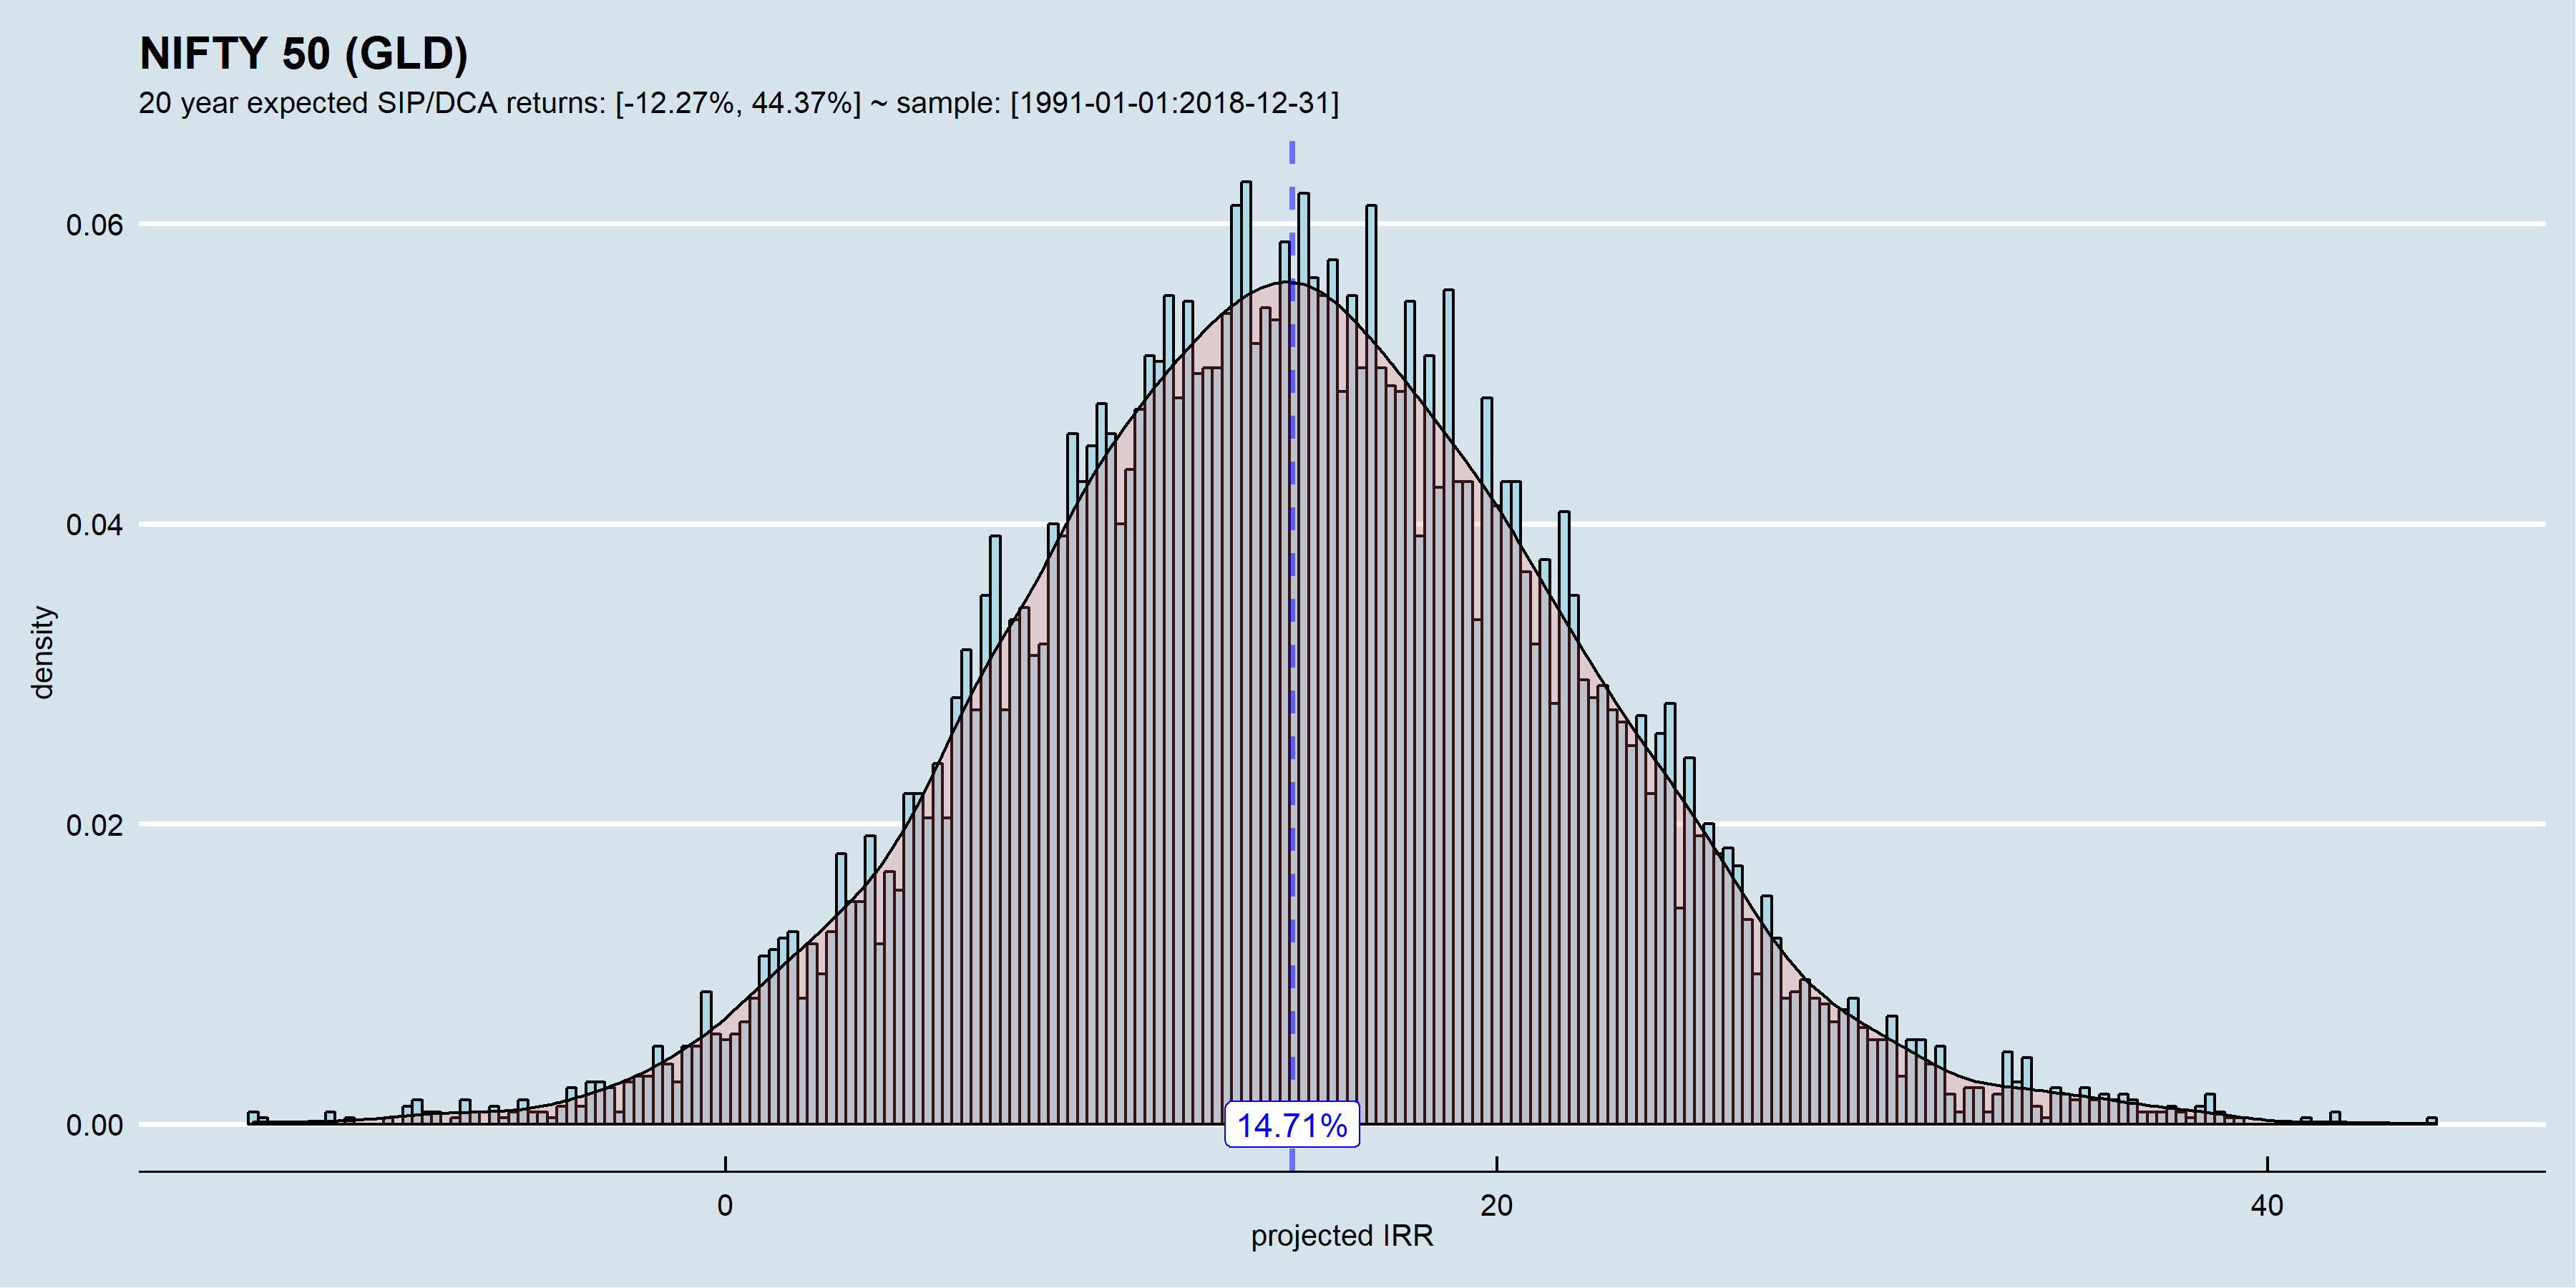 NIFTY 50 (GLD)
20 year expected SIP/DCA returns: [-12.27%, 44.37%] ~ sample: [1991-01-01:2018-12-31]
0.06
0.04
0.02
0.00
density
14.71%
0 20 40
projected IRR